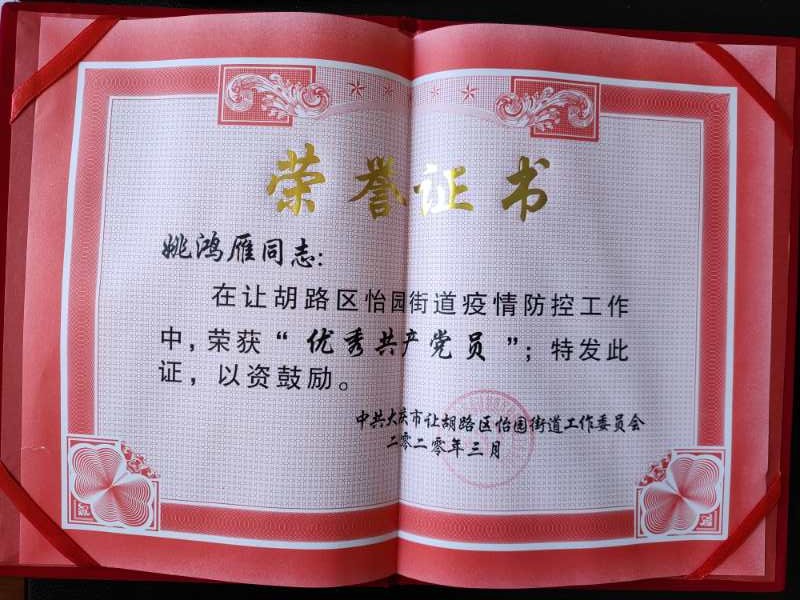 荣誉证书
姚鸿雁同志：
在让胡路区怡园街道疫情防控工作
中，荣获“优秀共产党员”；特发此
证，以资鼓励。
中共大庆市让胡路区怡园街道工作委员会
二零二零年三月